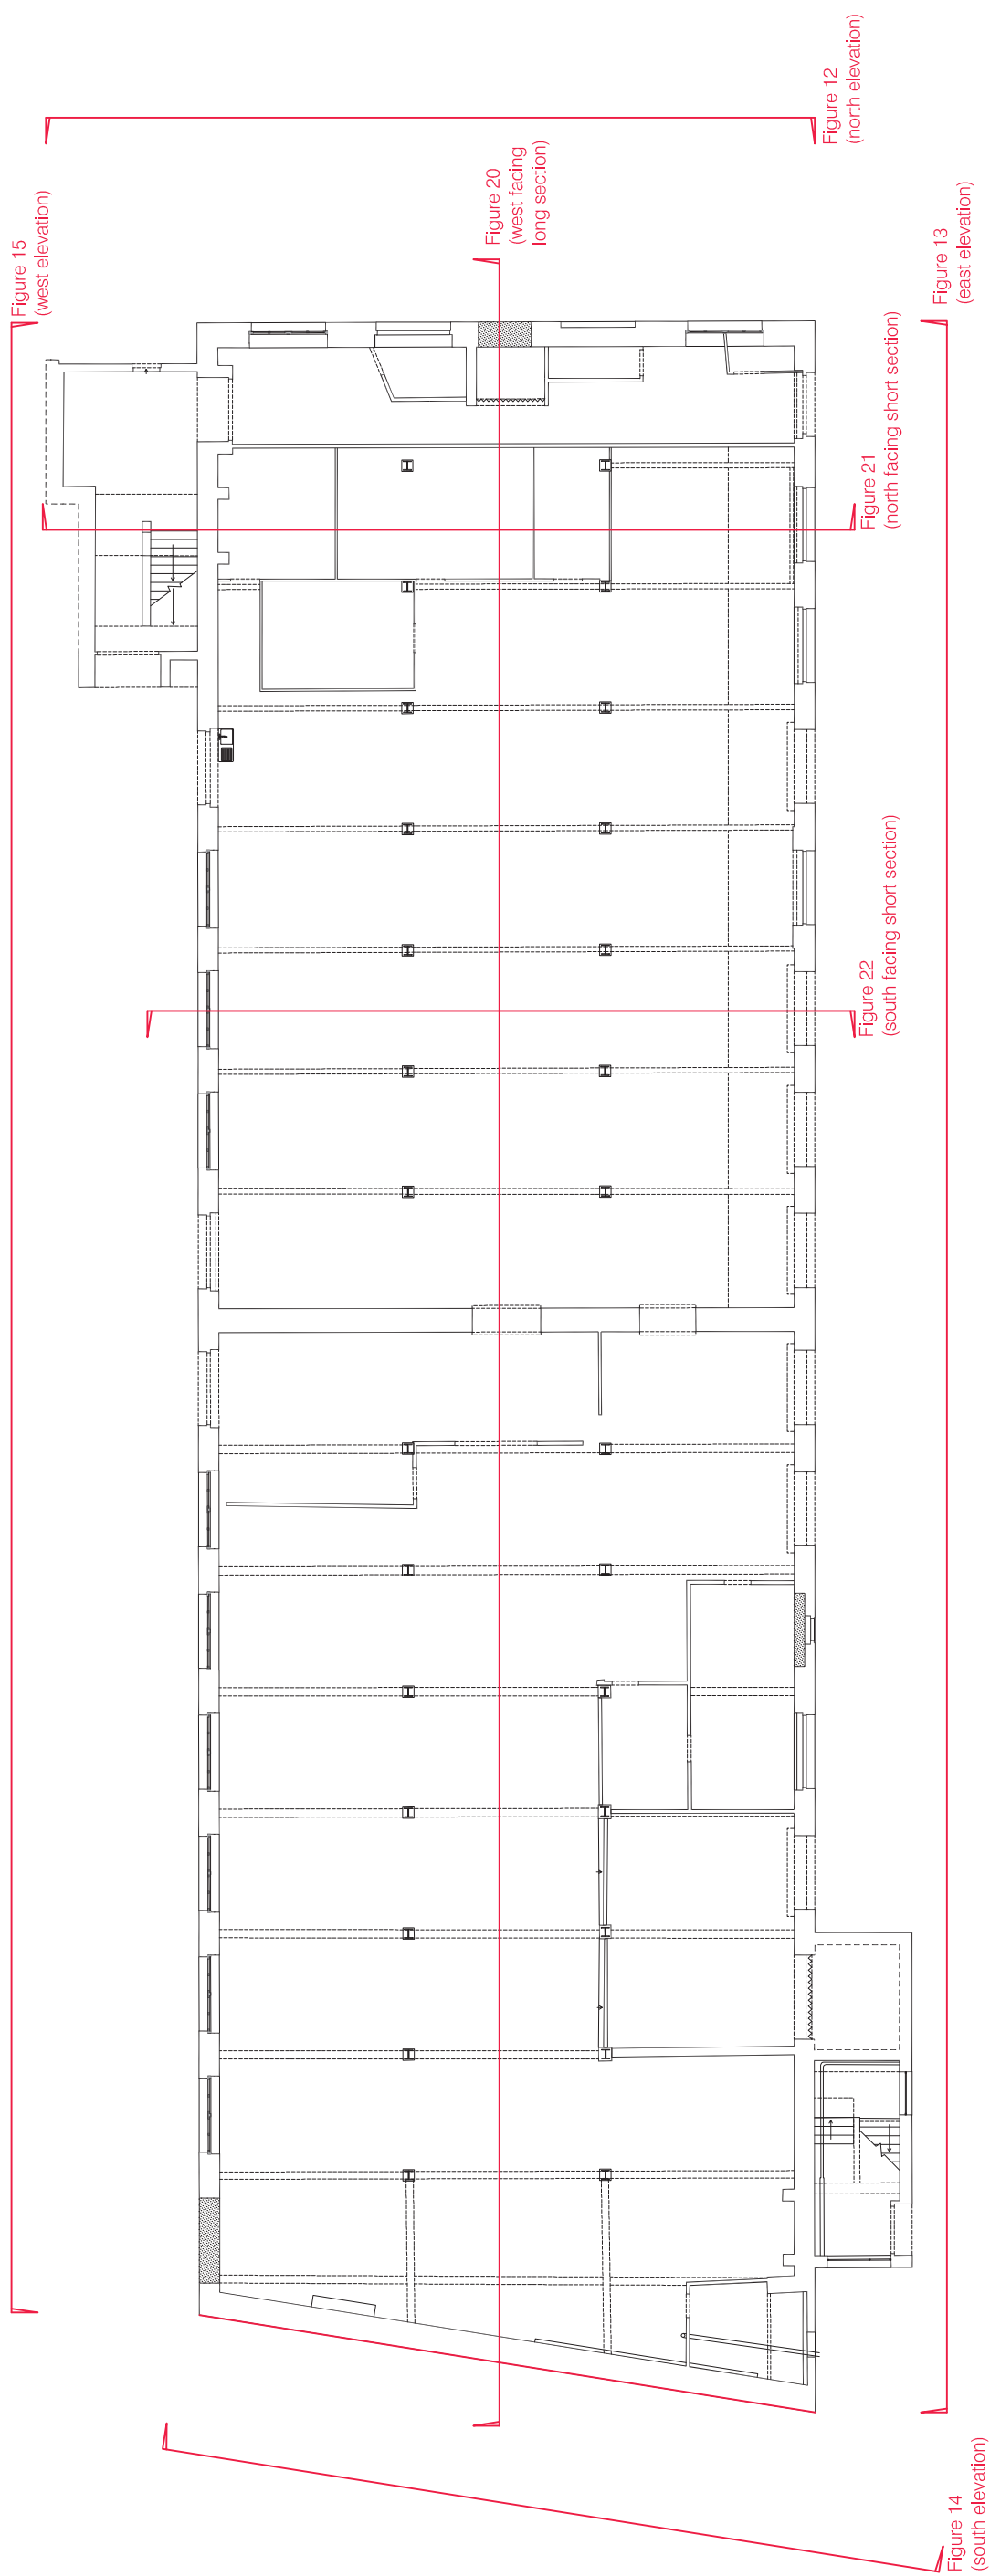 Figure 12
(north elevation)
Figure 15
(west elevation)
Figure 20
(west facing
long section)
Figure 13
(east elevation)
Figure 21
(north facing short section)
Figure 22
(south facing short section)
Figure 14
(south elevation)